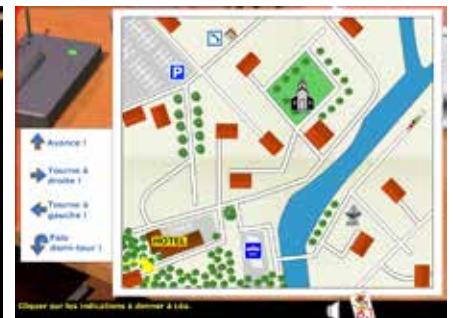 Avance !
Tourne à
droite !
Tourne à
gauche !
Fais
demi-tour !
P
HOTEL
Cliquer sur les indications à donner à Léa.